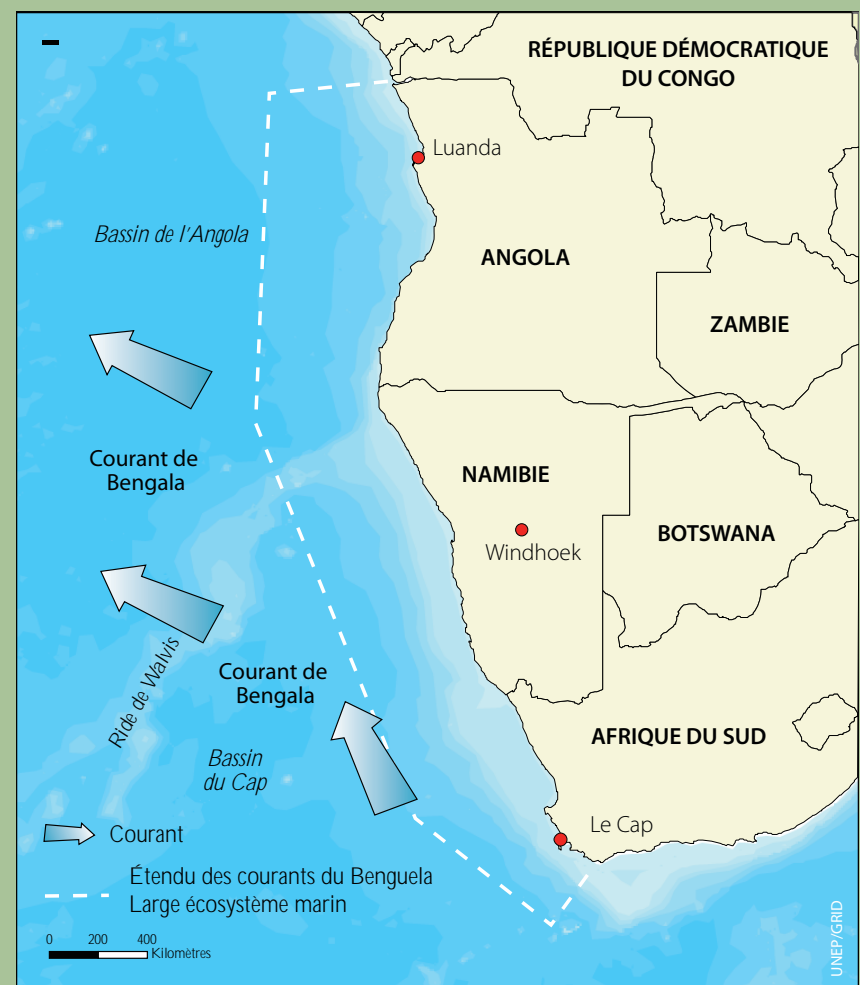 RÉPUBLIQUE DÉMOCRATIQUE
DU CONGO
Luanda
Bassin de l'Angola
ANGOLA
ZAMBIE
Courant de
Bengala
NAMIBIE
BOTSWANA
Windhoek
Ride de Walvis
Courant de
Bengala
AFRIQUE DU SUD
Bassin
du Cap
Le Cap
Courant
Étendu des courants du Benguela
Large écosystème marin
0 200 400
Kilomètres
UNEP/GRID